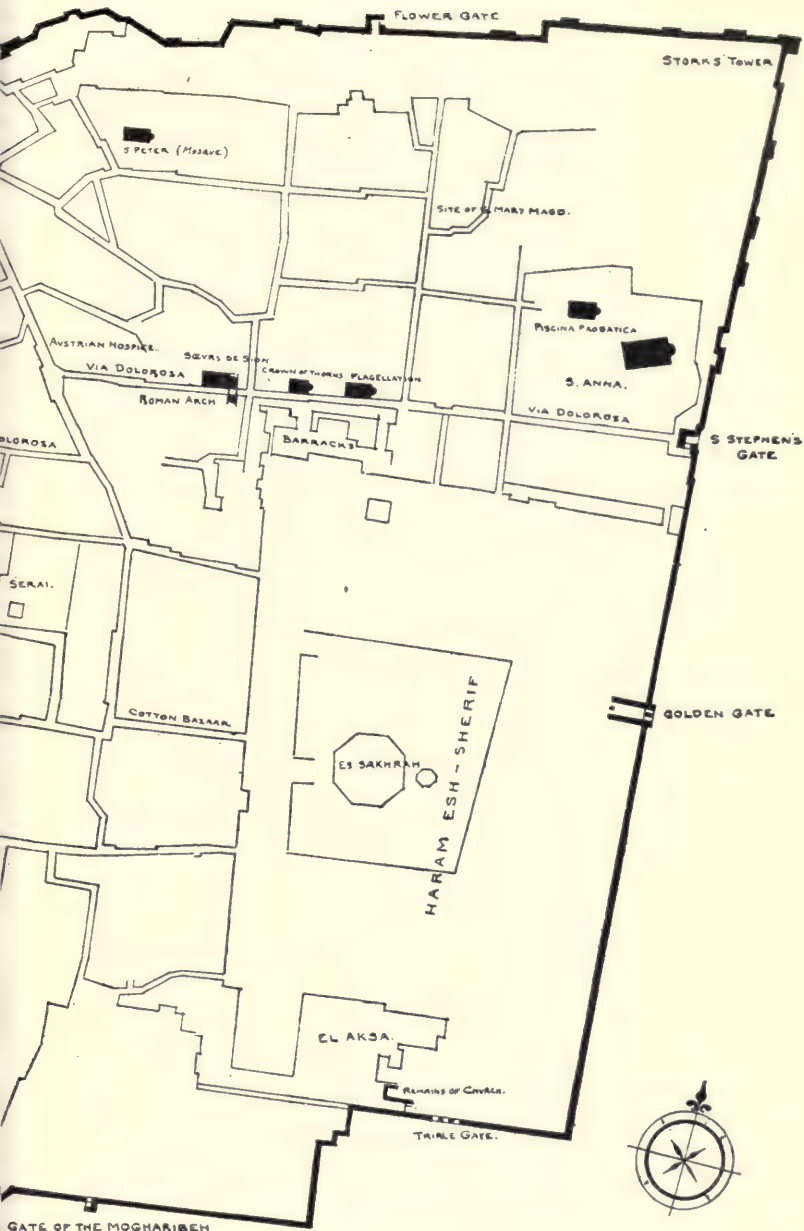 FLOWER GATE
STORKS' TOWER
S PETER (MOSQUE)
SITE OF S. MARY MAGD.
PISCINA PROBATICA
AUSTRIAN HOSPICE.
SŒURS DE SION
CROWN OF THORNS
FLAGELLATION
VIA DOLOROSA
S. ANNA.
ROMAN ARCH
VIA DOLOROSA
BARRACKS
S STEPHEN'S
GATE
OLOROSA
SERAI.
GOLDEN GATE
COTTON BAZAAR
ES SAKHRAH
HARAM ESH-SHERIF
EL AKSA.
REMAINS OF CHURCH.
TRIPLE GATE.
GATE OF THE MOGHARIBEH